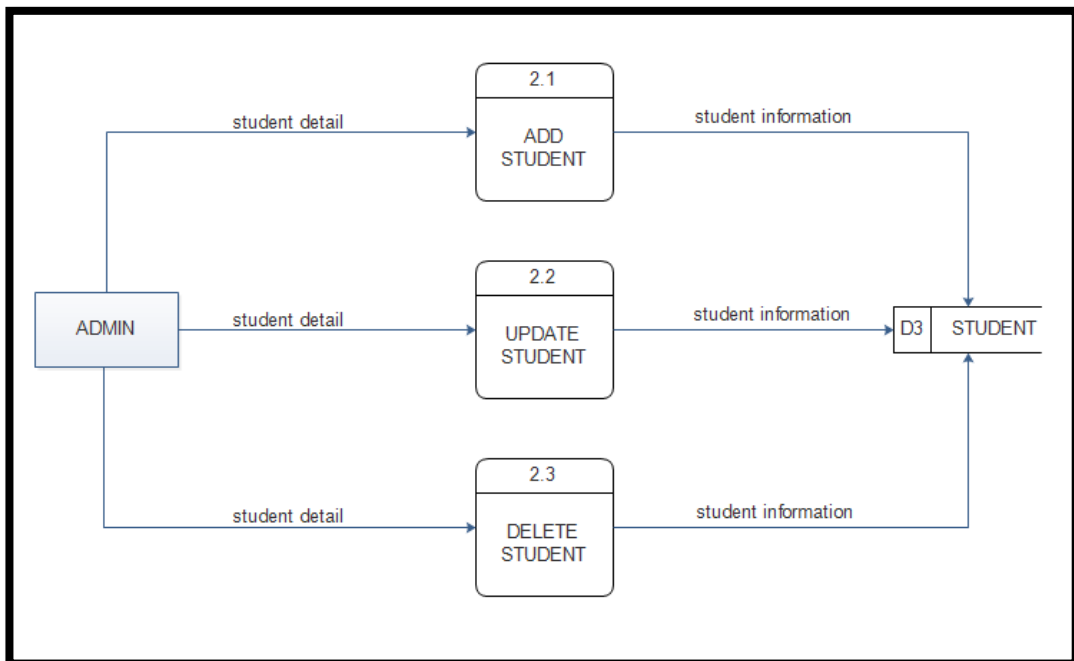 2.1
student detail
student information
ADD
STUDENT
2.2
student detail
student information
ADMIN
UPDATE
STUDENT
D3
STUDENT
2.3
student detail
student information
DELETE
STUDENT